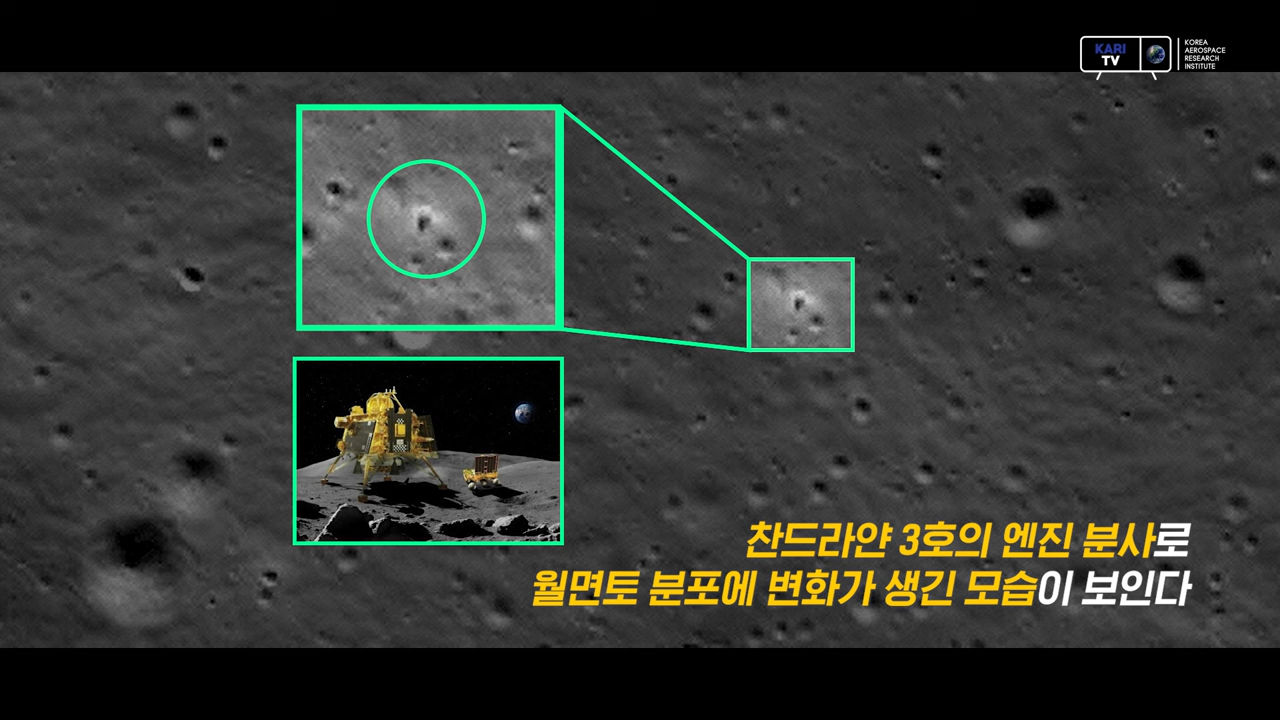 KARI
TV
KOREA
AEROSPACE
RESEARCH
INSTITUTE
찬드라얀 3호의 엔진 분사로
월면토 분포에 변화가 생긴 모습이 보인다